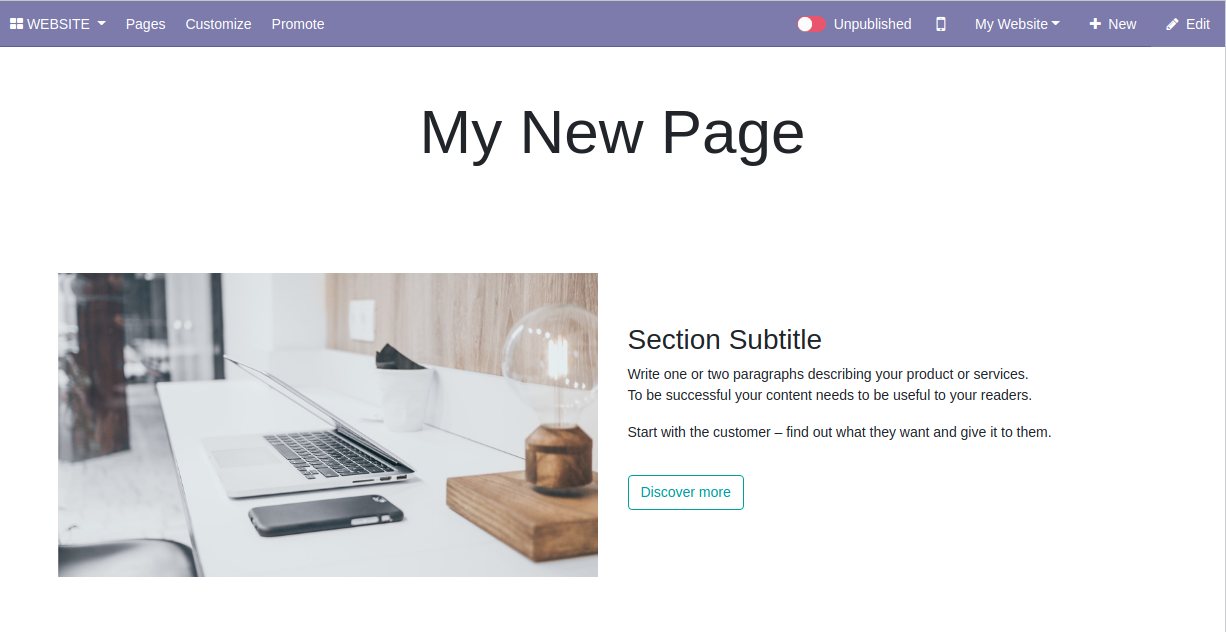 WEBSITE Pages Customize Promote Unpublished My Website New Edit
My New Page
Section Subtitle
Write one or two paragraphs describing your product or services.
To be successful your content needs to be useful to your readers.
Start with the customer – find out what they want and give it to them.
Discover more